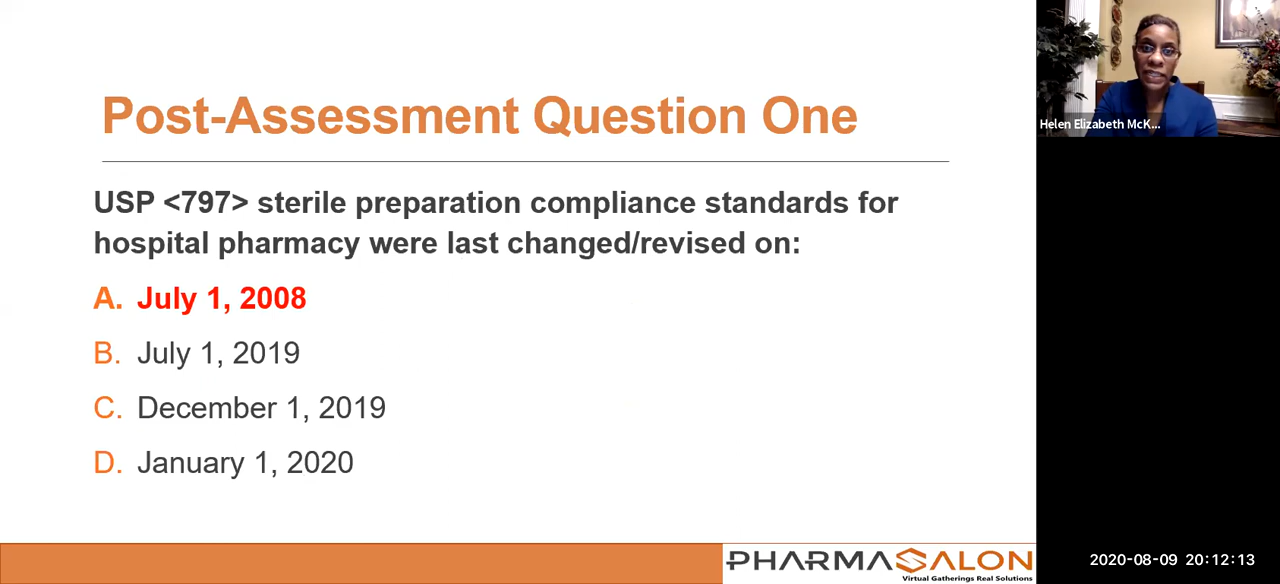 Post-Assessment Question One
USP <797> sterile preparation compliance standards for
hospital pharmacy were last changed/revised on:
A. July 1, 2008
B. July 1, 2019
C. December 1, 2019
D. January 1, 2020
Helen Elizabeth McK...
PHARMASALON
Virtual Gatherings Real Solutions
2020-08-09 20:12:13